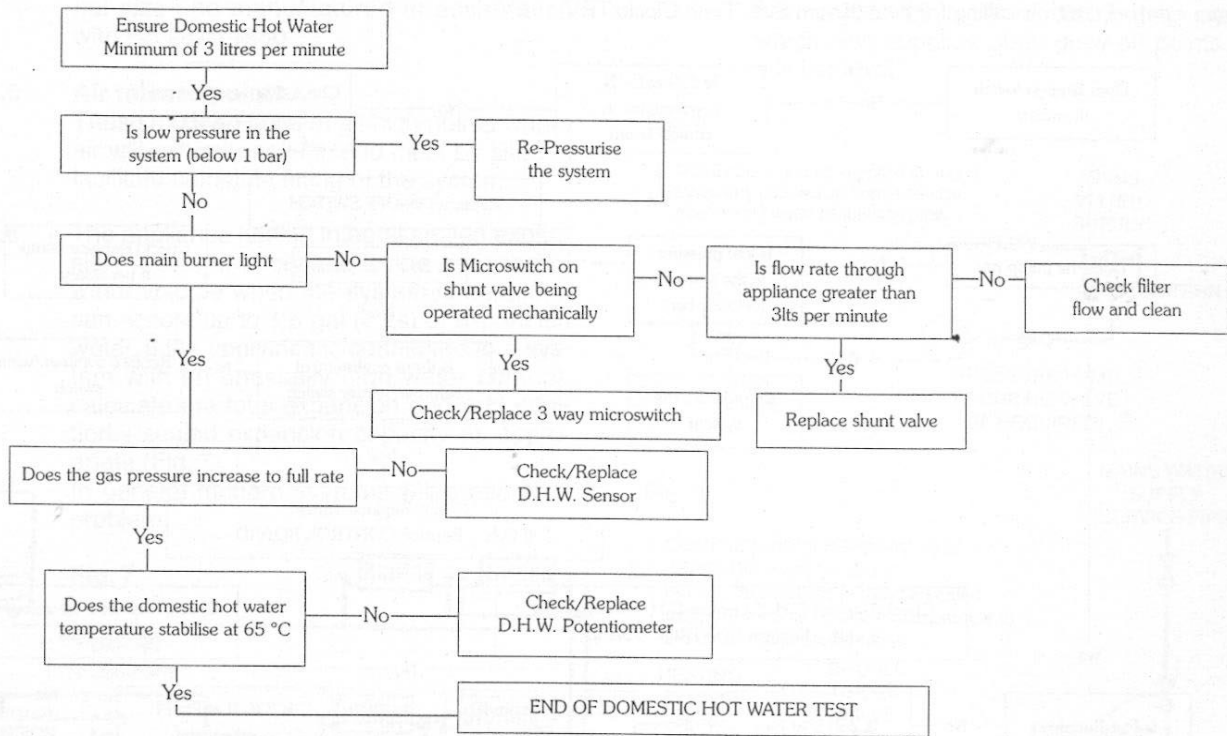 Ensure Domestic Hot Water
Minimum of 3 litres per minute
Yes
Is low pressure in the
system (below 1 bar)
Yes
Re-Pressurise
the system
No
Does main burner light
No
Is Microswitch on
shunt valve being
operated mechanically
No
Is flow rate through
appliance greater than
3lts per minute
No
Check filter
flow and clean
Yes
Yes
Yes
Check/Replace 3 way microswitch
Replace shunt valve
Does the gas pressure increase to full rate
No
Check/Replace
D.H.W. Sensor
Yes
Does the domestic hot water
temperature stabilise at 65 °C
No
Check/Replace
D.H.W. Potentiometer
Yes
END OF DOMESTIC HOT WATER TEST